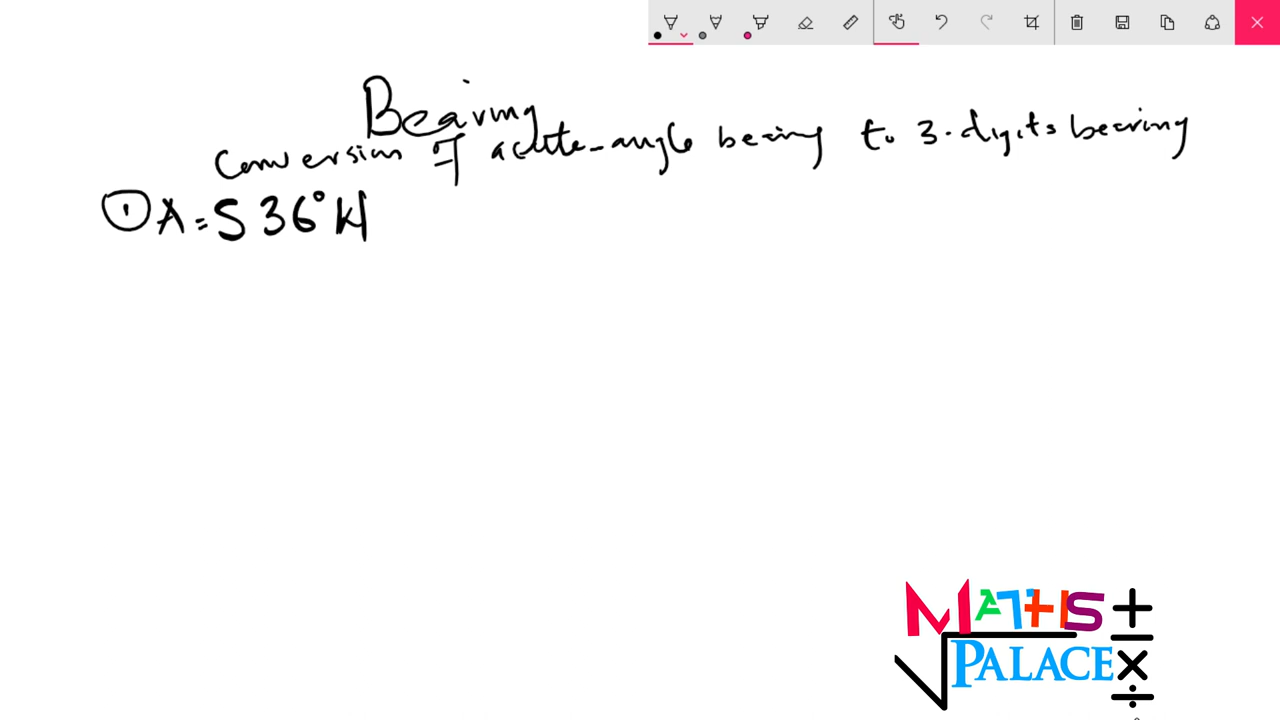 Bearing
Conversion of acute-angle bearing to 3-digits bearing
① A = S 36° W
MATHS
PALACE
+
−
×
÷